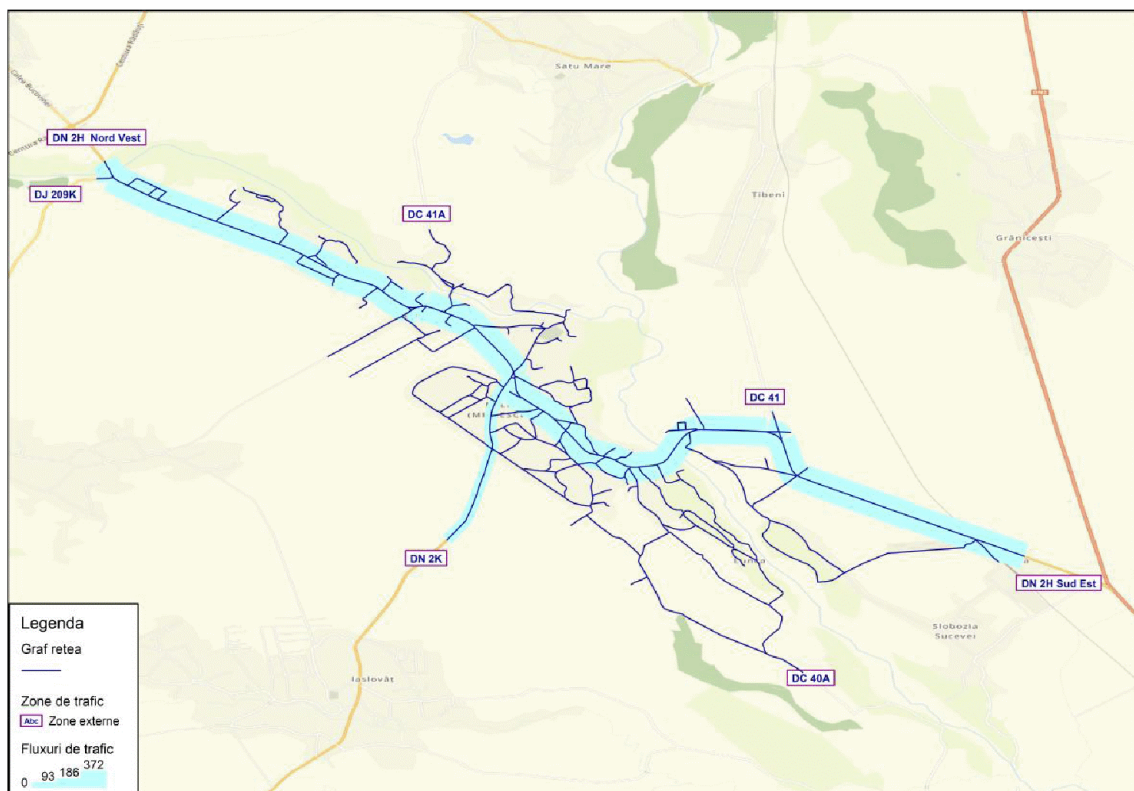 Satu Mare
DN 2H Nord Vest
DJ 209K
Tibeni
DC 41A
Grănicești
DC 41
DN 2K
DN 2H Sud Est
Slobozia
Sucevei
Iaslovăț
DC 40A
Legenda
Graf retea
Zone de trafic
Abc Zone externe
Fluxuri de trafic
0 93 186 372